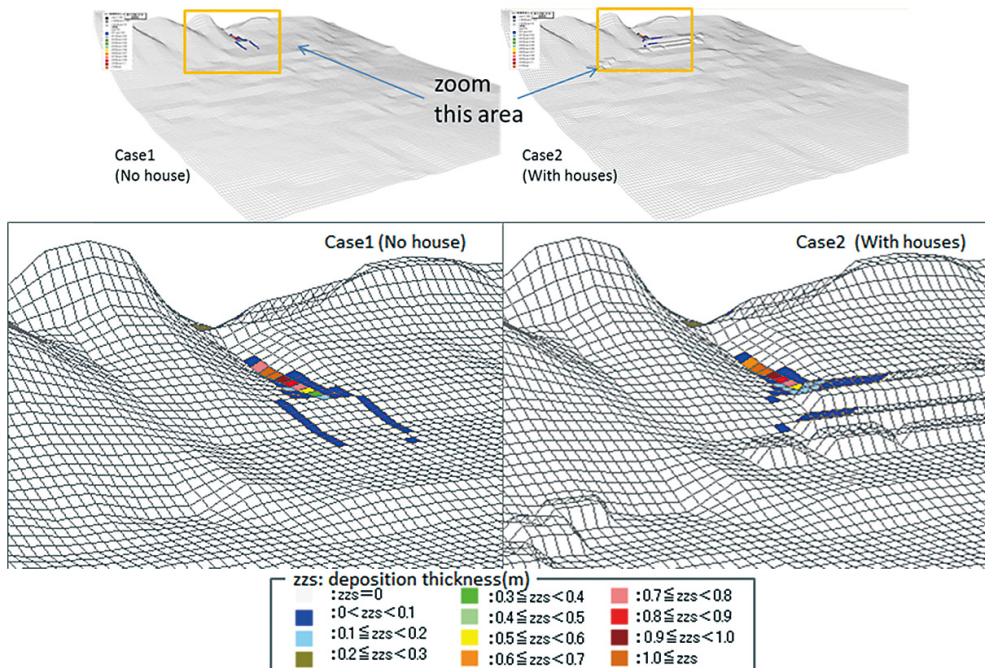 zoom
this area
Case1
(No house)
Case2
(With houses)
Case1 (No house)
Case2 (With houses)
zzs: deposition thickness(m)
:zzs=0
:0<zzs<0.1
:0.1≦zzs<0.2
:0.2≦zzs<0.3
:0.3≦zzs<0.4
:0.4≦zzs<0.5
:0.5≦zzs<0.6
:0.6≦zzs<0.7
:0.7≦zzs<0.8
:0.8≦zzs<0.9
:0.9≦zzs<1.0
:1.0≦zzs